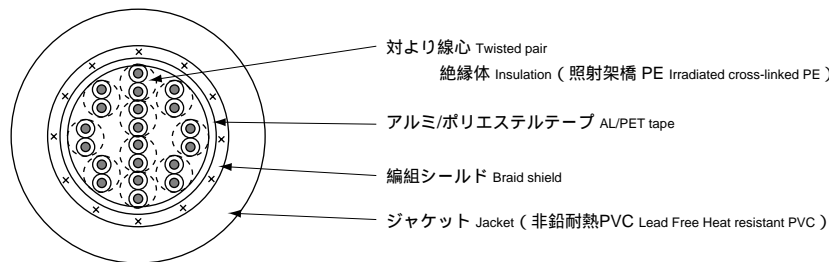 対より線心 Twisted pair
絶縁体 Insulation ( 照射架橋 PE Irradiated cross-linked PE )
アルミ/ポリエステルテープ AL/PET tape
編組シールド Braid shield
ジャケット Jacket ( 非鉛耐熱PVC Lead Free Heat resistant PVC )